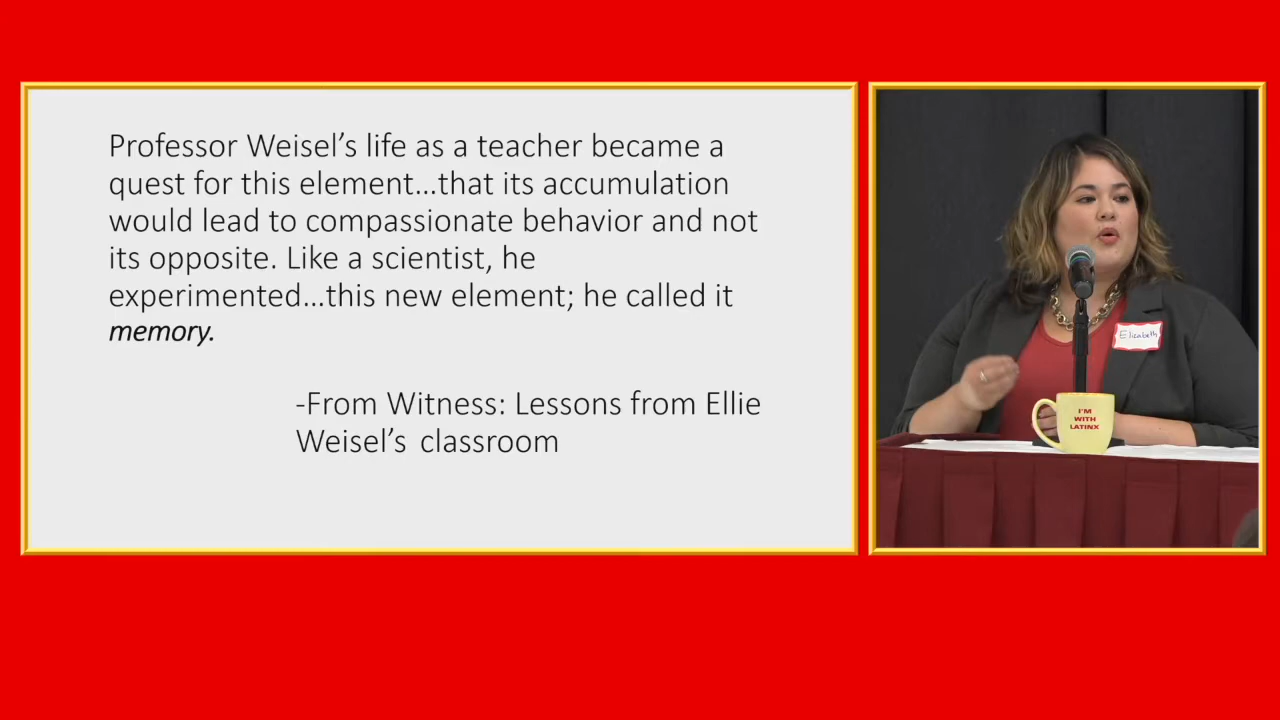 Professor Weisel’s life as a teacher became a
quest for this element...that its accumulation
would lead to compassionate behavior and not
its opposite. Like a scientist, he
experimented...this new element; he called it
memory.
-From Witness: Lessons from Ellie
Weisel’s classroom
Elizabeth
I'M
WITH
LATINX